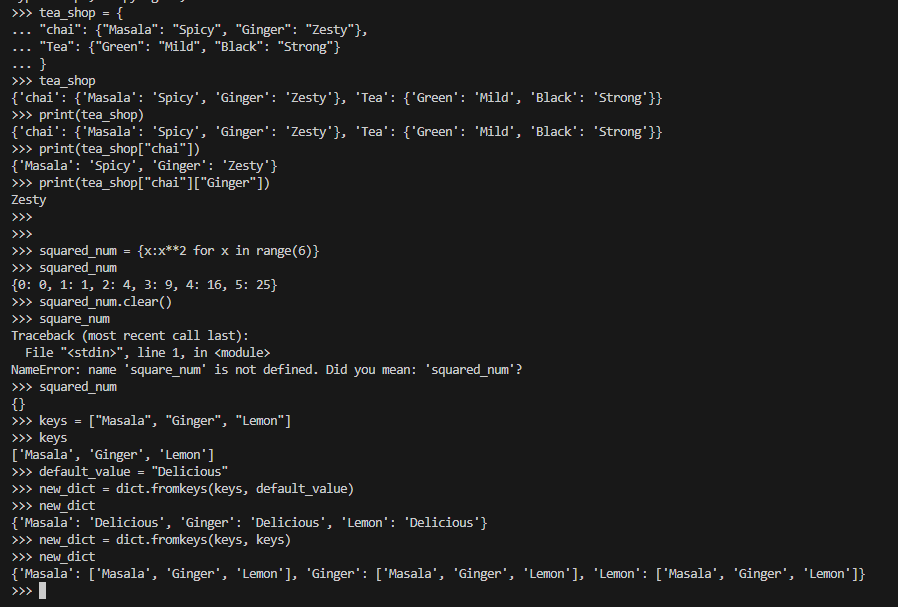 >>> tea_shop = {
... "chai": {"Masala": "Spicy", "Ginger": "Zesty"},
... "Tea": {"Green": "Mild", "Black": "Strong"}
... }
>>> tea_shop
{'chai': {'Masala': 'Spicy', 'Ginger': 'Zesty'}, 'Tea': {'Green': 'Mild', 'Black': 'Strong'}}
>>> print(tea_shop)
{'chai': {'Masala': 'Spicy', 'Ginger': 'Zesty'}, 'Tea': {'Green': 'Mild', 'Black': 'Strong'}}
>>> print(tea_shop["chai"])
{'Masala': 'Spicy', 'Ginger': 'Zesty'}
>>> print(tea_shop["chai"]["Ginger"])
Zesty
>>>
>>>
>>> squared_num = {x:x**2 for x in range(6)}
>>> squared_num
{0: 0, 1: 1, 2: 4, 3: 9, 4: 16, 5: 25}
>>> squared_num.clear()
>>> square_num
Traceback (most recent call last):
  File "<stdin>", line 1, in <module>
NameError: name 'square_num' is not defined. Did you mean: 'squared_num'?
>>> squared_num
{}
>>> keys = ["Masala", "Ginger", "Lemon"]
>>> keys
['Masala', 'Ginger', 'Lemon']
>>> default_value = "Delicious"
>>> new_dict = dict.fromkeys(keys, default_value)
>>> new_dict
{'Masala': 'Delicious', 'Ginger': 'Delicious', 'Lemon': 'Delicious'}
>>> new_dict = dict.fromkeys(keys, keys)
>>> new_dict
{'Masala': ['Masala', 'Ginger', 'Lemon'], 'Ginger': ['Masala', 'Ginger', 'Lemon'], 'Lemon': ['Masala', 'Ginger', 'Lemon']}
>>>